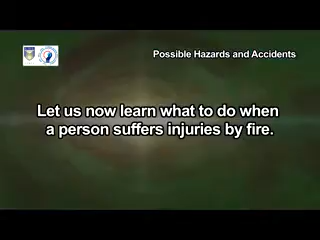 Possible Hazards and Accidents
Let us now learn what to do when
a person suffers injuries by fire.